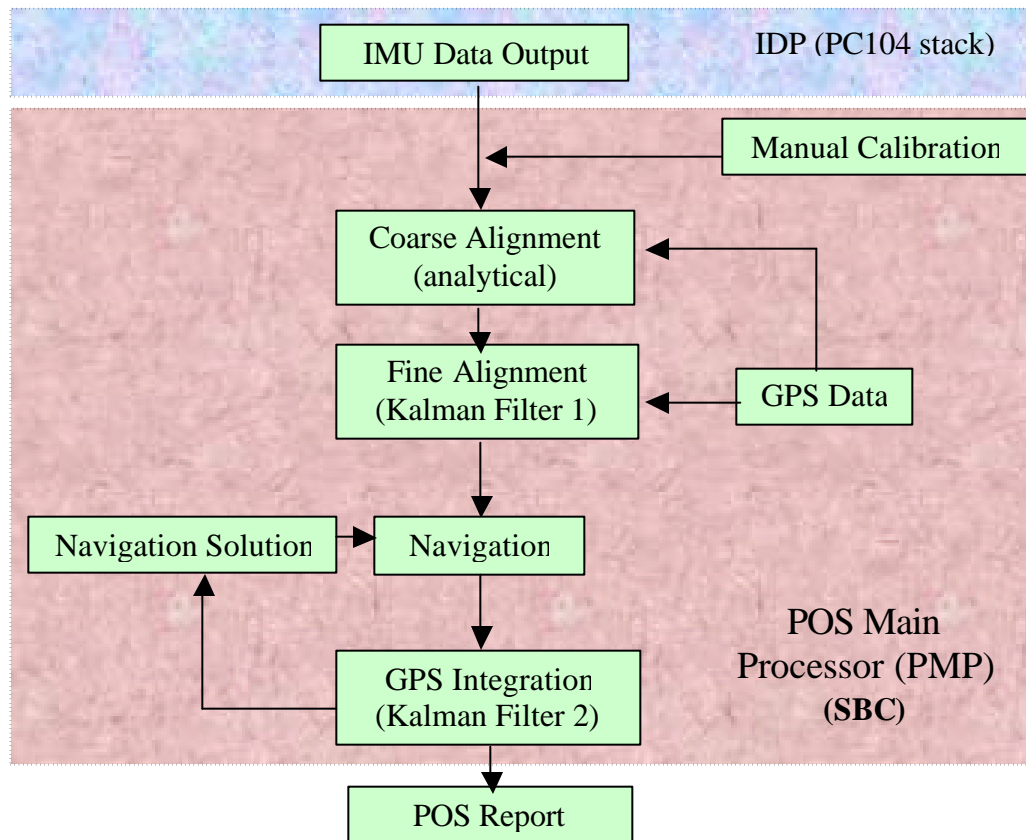 IMU Data Output
IDP (PC104 stack)
Manual Calibration
Coarse Alignment
(analytical)
Fine Alignment
(Kalman Filter 1)
GPS Data
Navigation Solution
Navigation
GPS Integration
(Kalman Filter 2)
POS Main
Processor (PMP)
(SBC)
POS Report